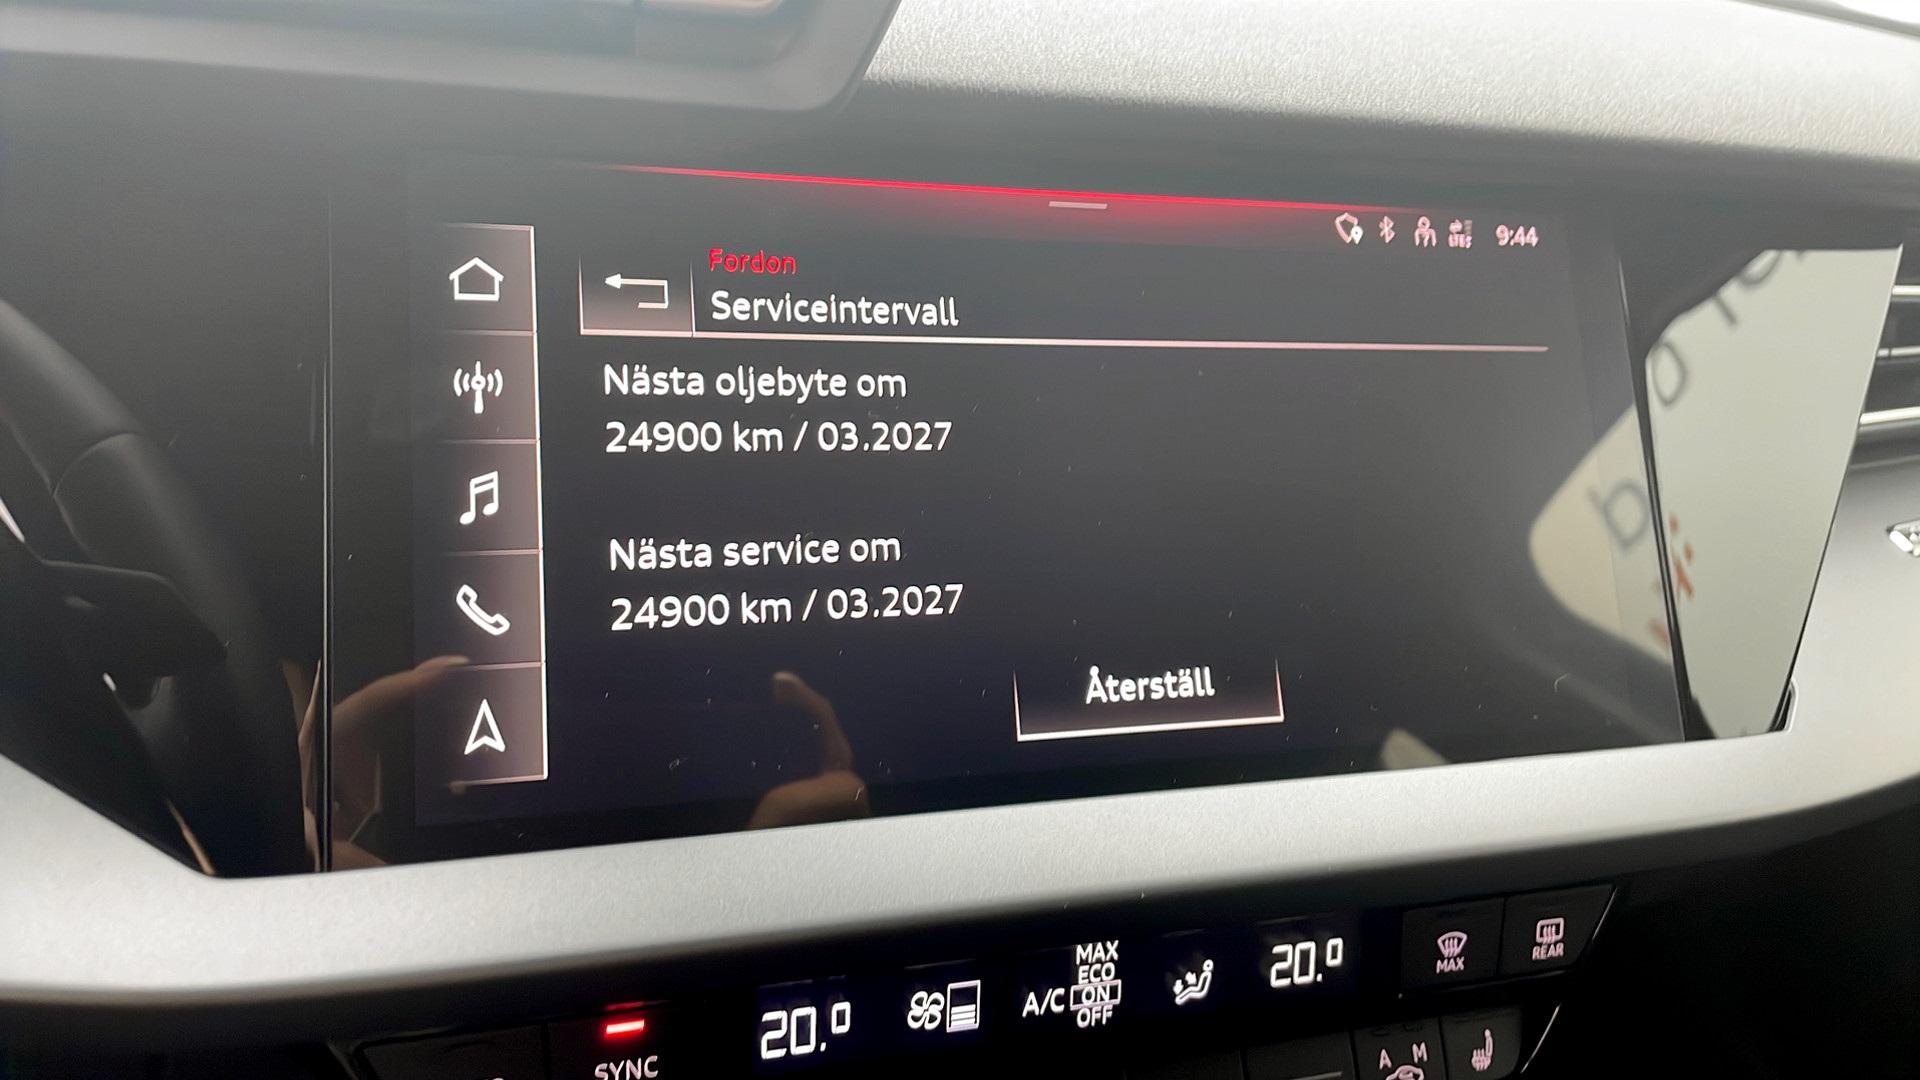 9:44
Fordon
Serviceintervall
Nästa oljebyte om
24900 km / 03.2027
Nästa service om
24900 km / 03.2027
Återställ
MAX
ECO
A/C ON
OFF
20.0
20.0
MAX
REAR
SYNC
A M